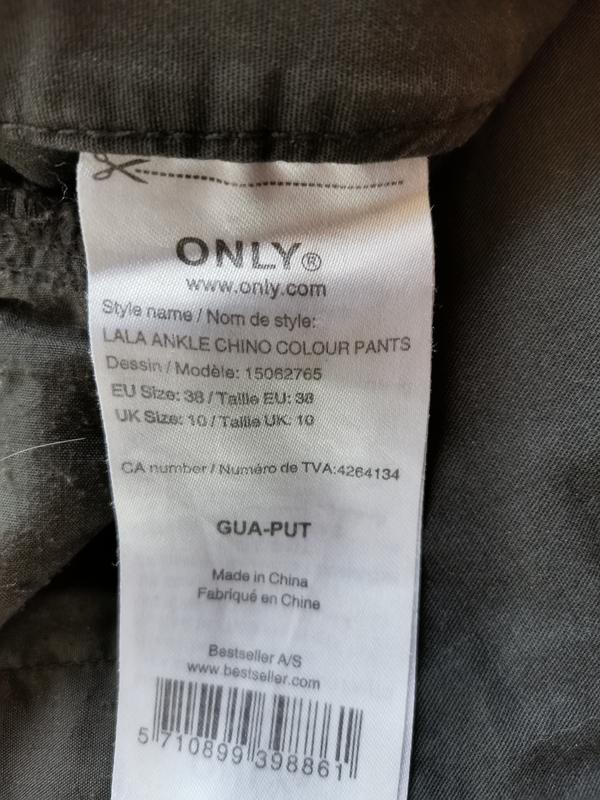 ONLY®
www.only.com
Style name / Nom de style:
LALA ANKLE CHINO COLOUR PANTS
Dessin / Modèle: 15062765
EU Size: 38 / Taille EU: 38
UK Size: 10 / Taille UK: 10
CA number / Numéro de TVA:4264134
GUA-PUT
Made in China
Fabriqué en Chine
Bestseller A/S
www.bestseller.com
5 710899 398861